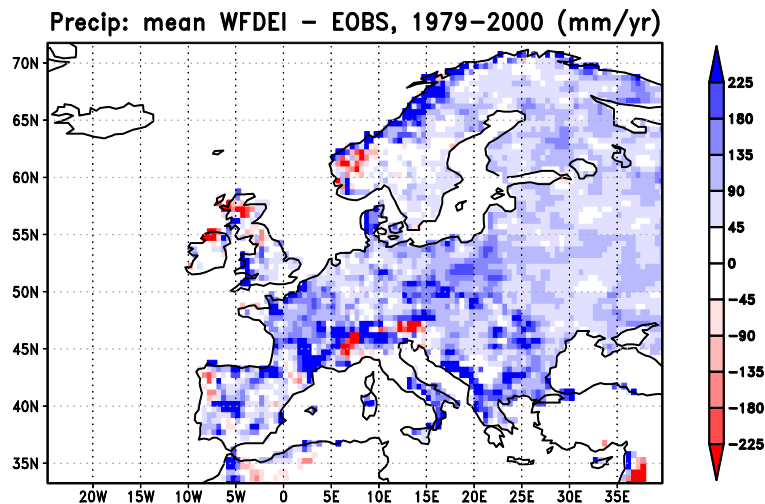 Precip: mean WFDEI − EOBS, 1979−2000 (mm/yr)
70N
65N
60N
55N
50N
45N
40N
35N
20W 15W 10W 5W 0 5E 10E 15E 20E 25E 30E 35E
225
180
135
90
45
0
−45
−90
−135
−180
−225